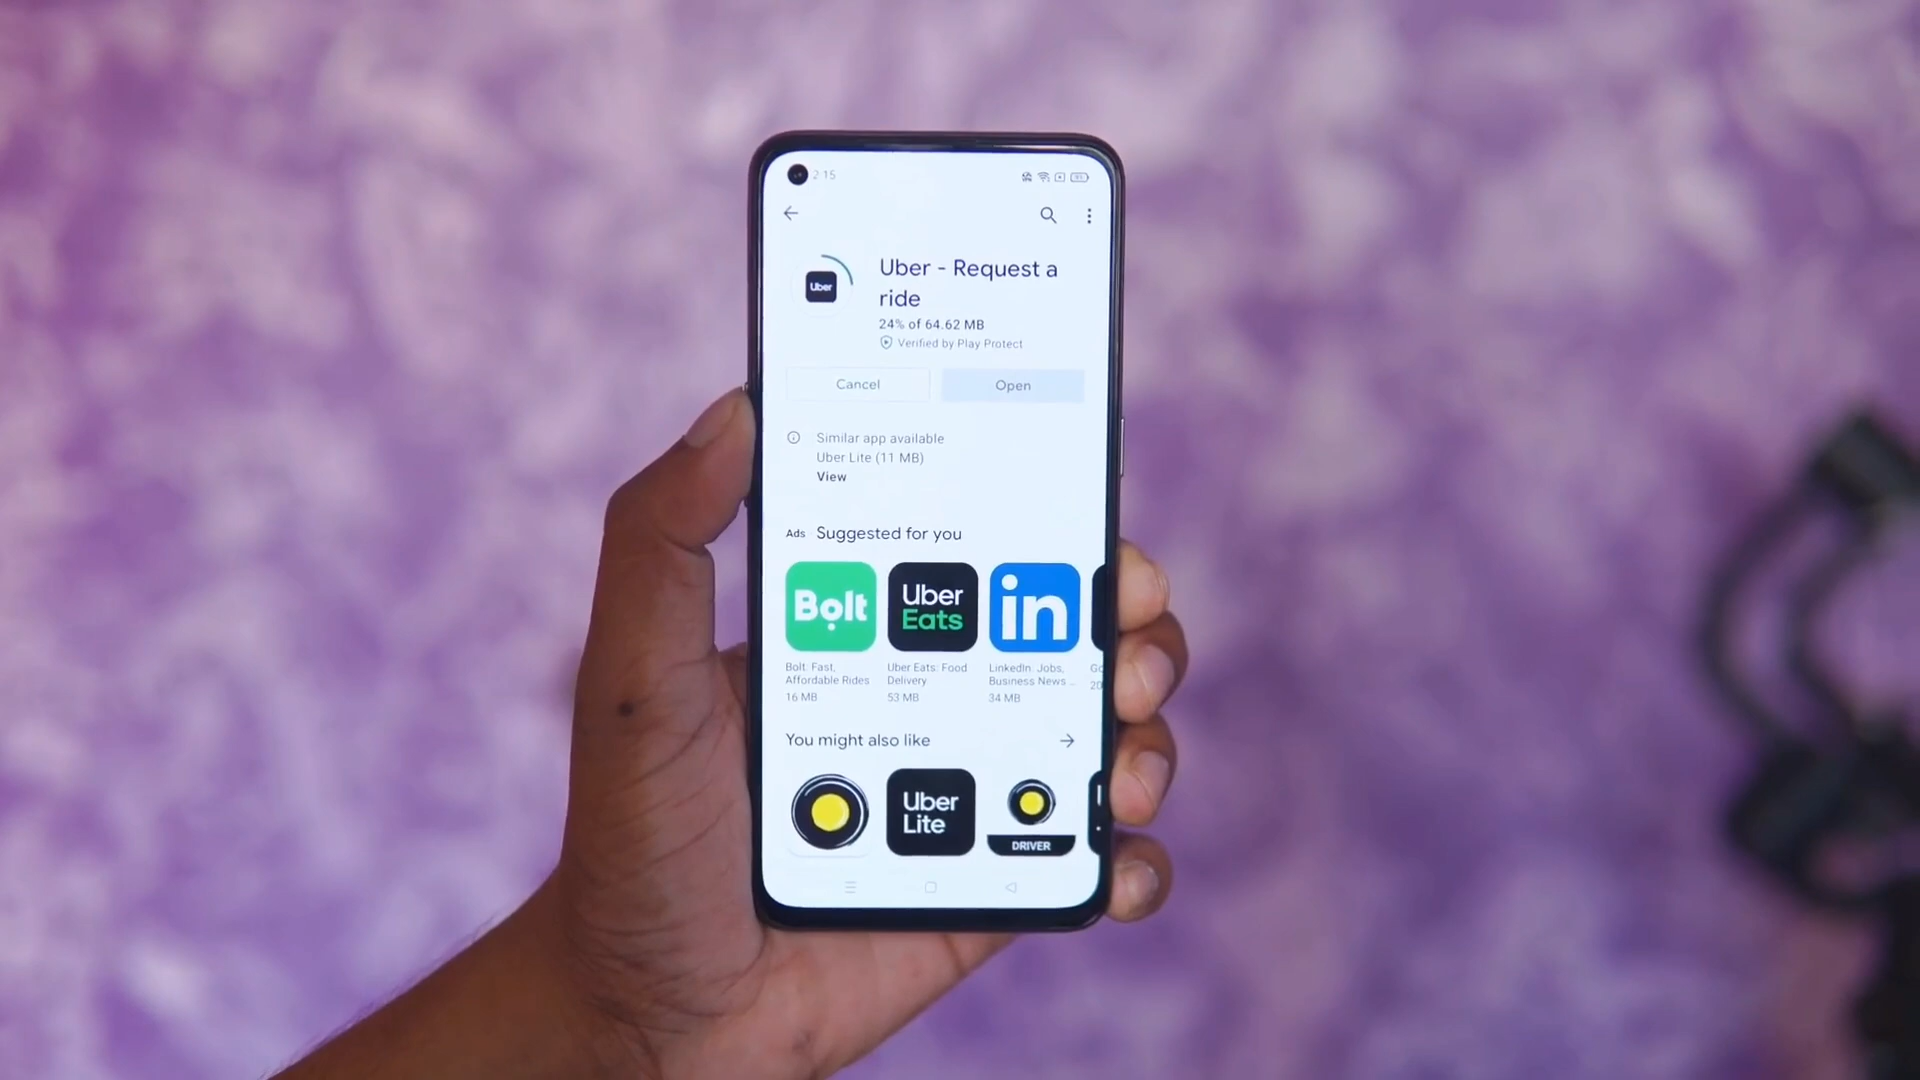 2:15
Uber
Uber - Request a
ride
24% of 64.62 MB
Verified by Play Protect
Cancel
Open
Similar app available
Uber Lite (11 MB)
View
Ads Suggested for you
Bolt
Uber
Eats
in
Bolt: Fast,
Affordable Rides
16 MB
Uber Eats: Food
Delivery
53 MB
LinkedIn: Jobs,
Business News ...
34 MB
Go
20
You might also like
Uber
Lite
DRIVER